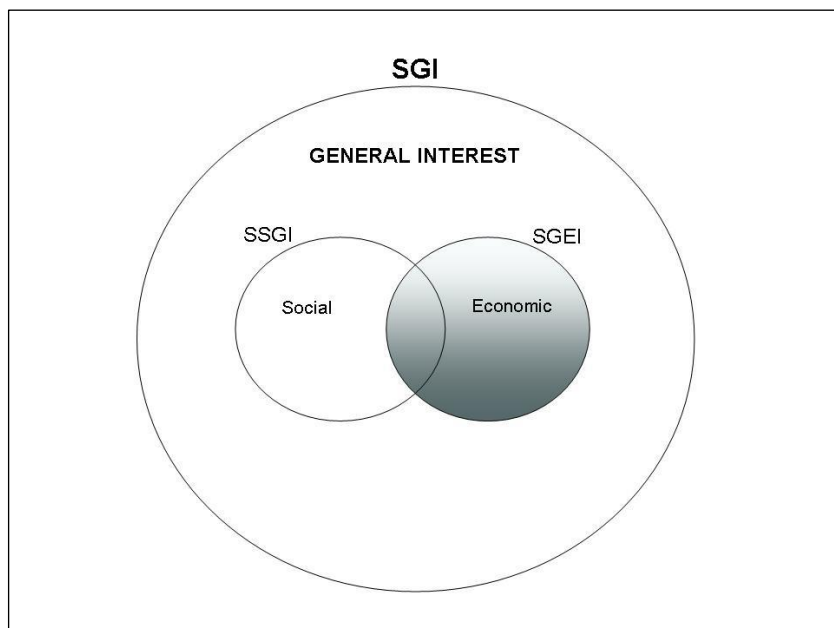 SGI
GENERAL INTEREST
SSGI
SGEI
Social
Economic